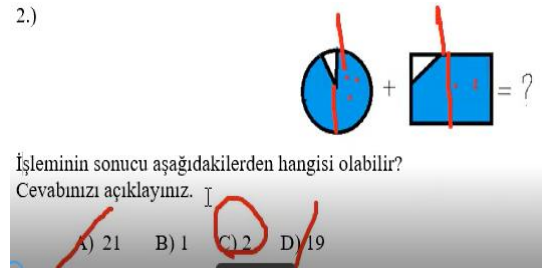 2.)
+ = ?
İşleminin sonucu aşağıdakilerden hangisi olabilir?
Cevabınızı açıklayınız.
A) 21 B) 1 C) 2 D) 19